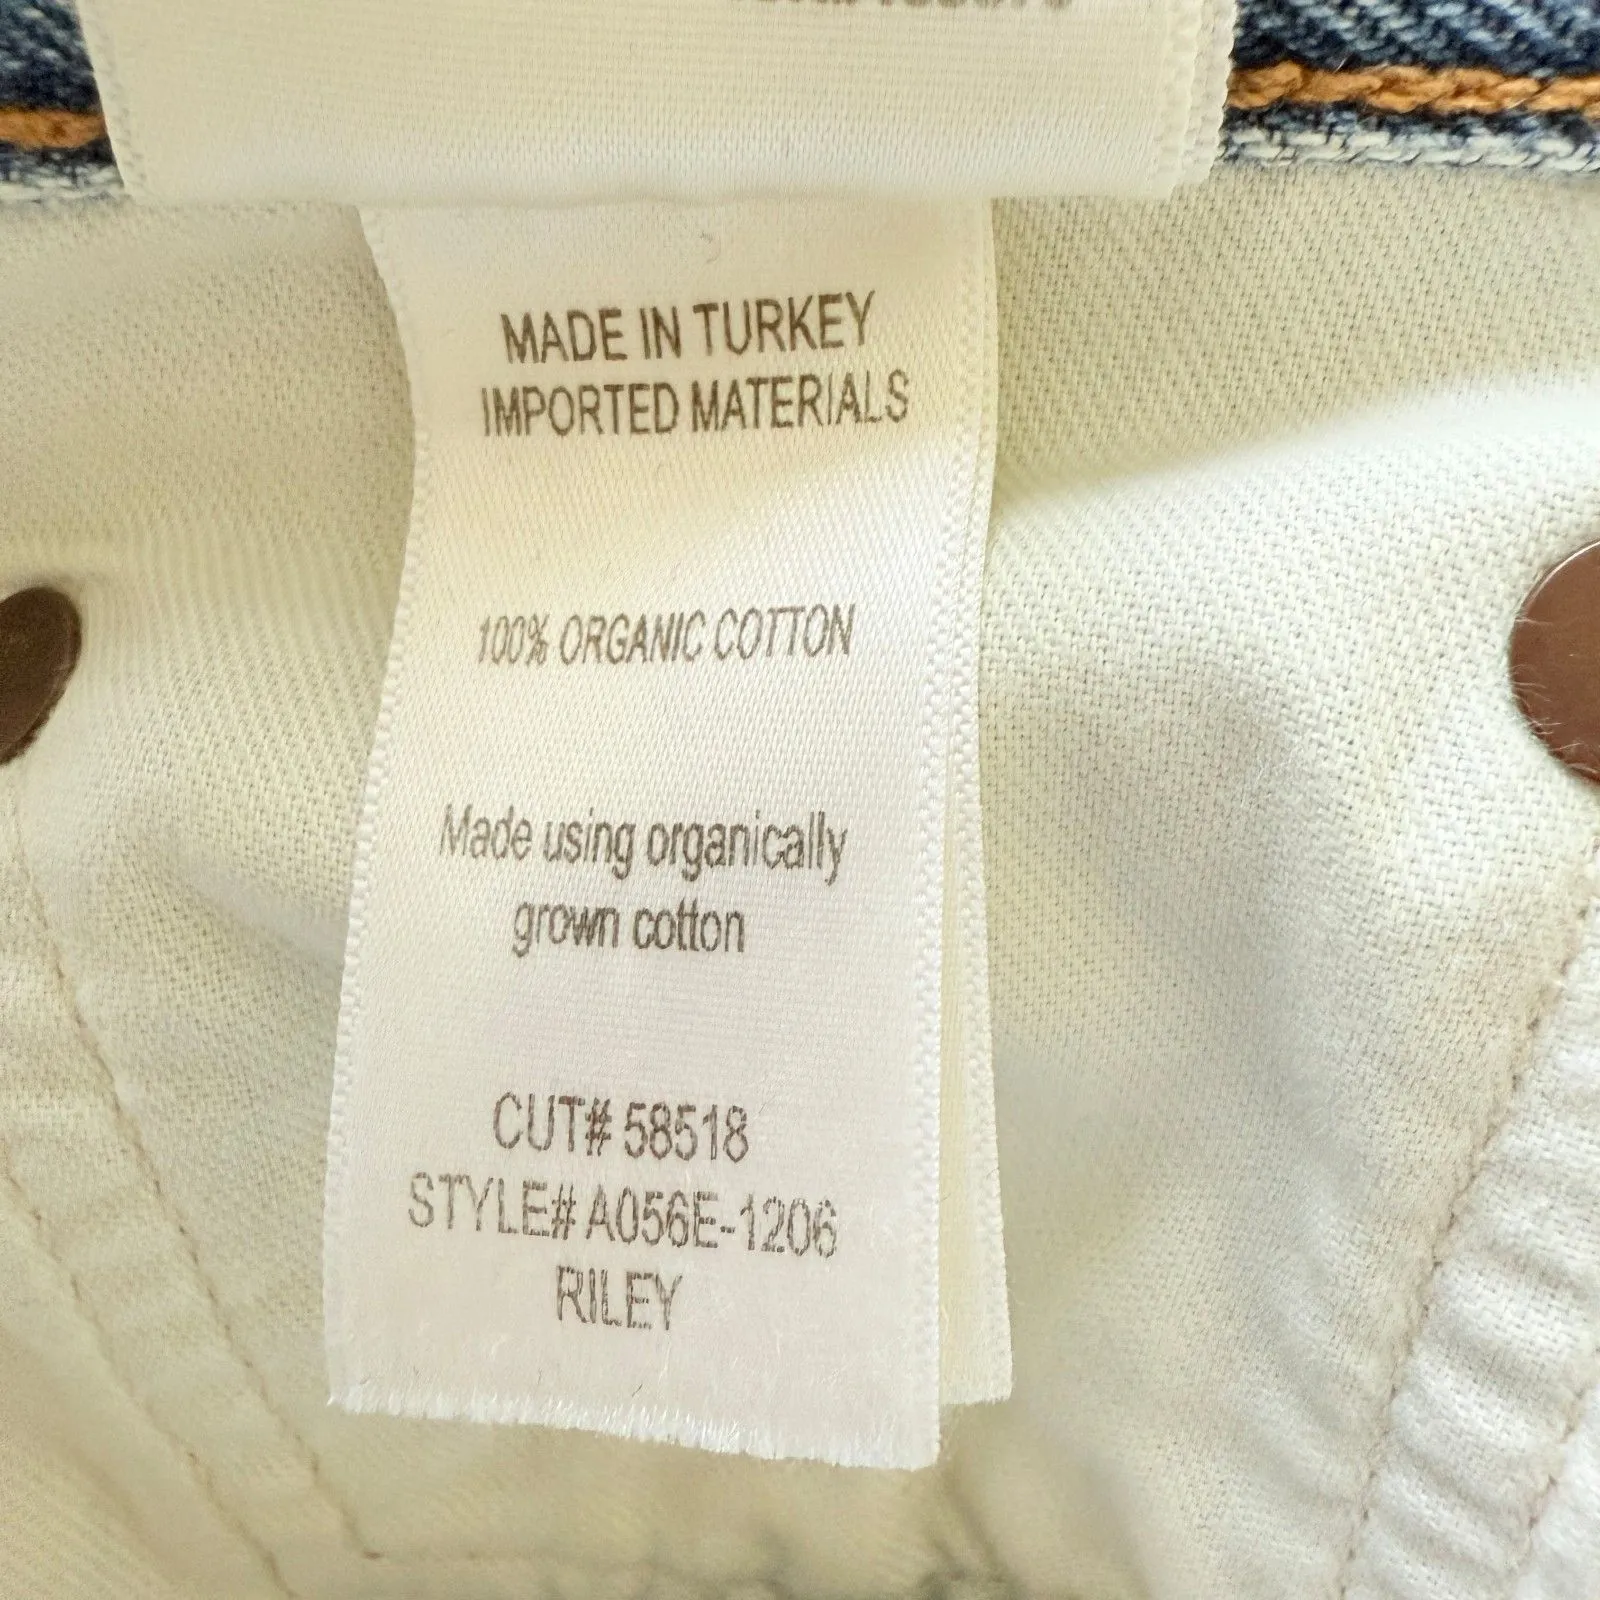 MADE IN TURKEY
IMPORTED MATERIALS
100% ORGANIC COTTON
Made using organically
grown cotton
CUT# 58518
STYLE# A056E-1206
RILEY